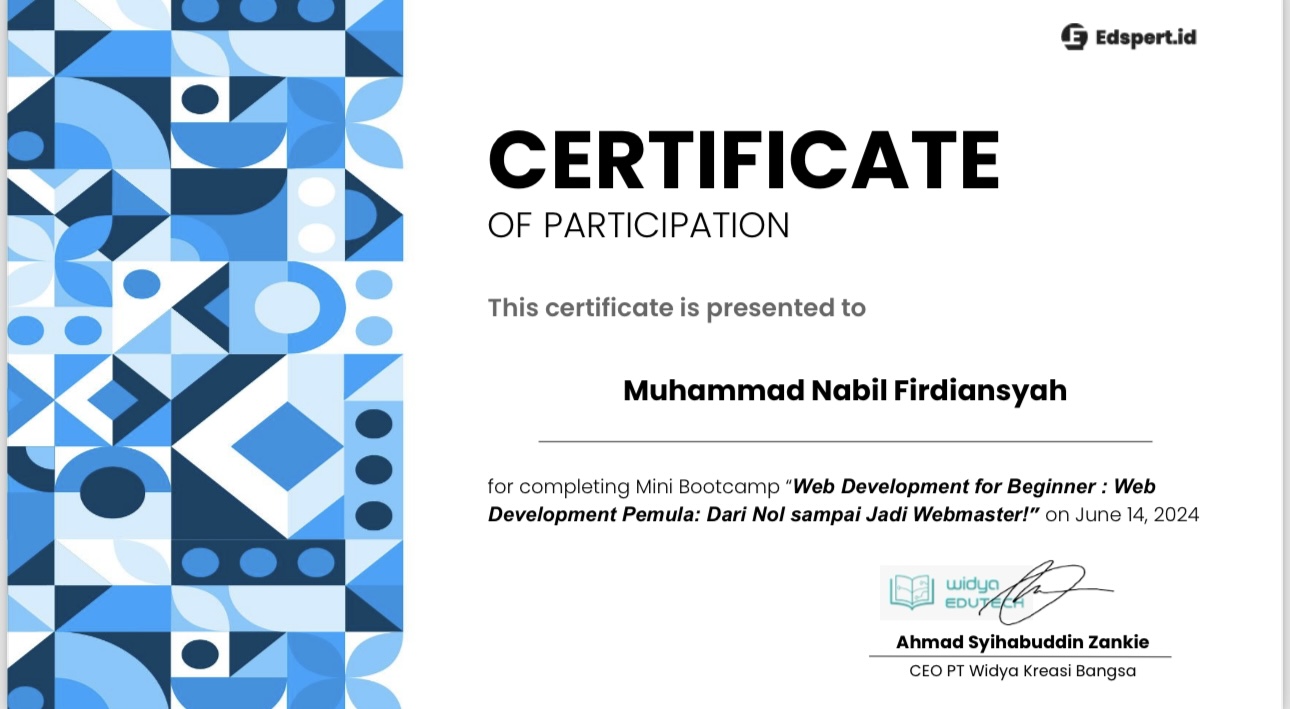 Edspert.id
CERTIFICATE
OF PARTICIPATION
This certificate is presented to
Muhammad Nabil Firdiansyah
for completing Mini Bootcamp “Web Development for Beginner : Web
Development Pemula: Dari Nol sampai Jadi Webmaster!” on June 14, 2024
widya
EDUTECH
Ahmad Syihabuddin Zankie
CEO PT Widya Kreasi Bangsa